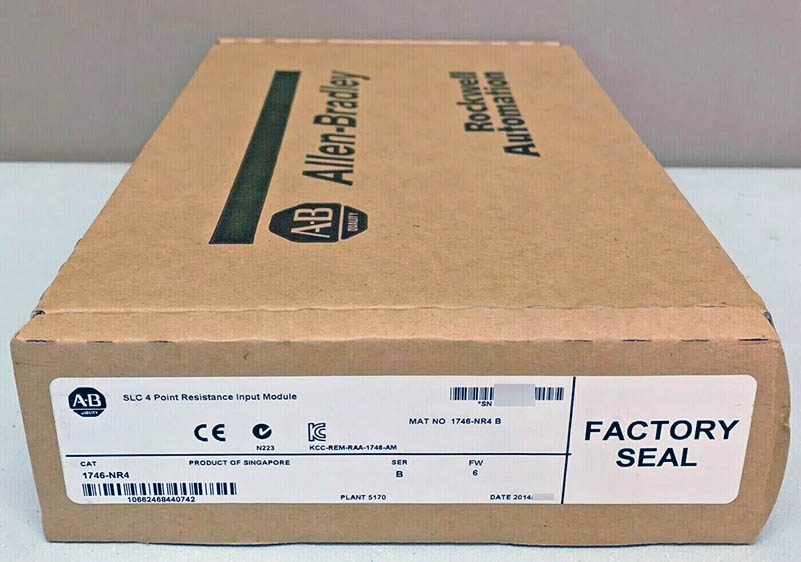 Allen-Bradley
Rockwell
Automation
A·B
QUALITY
A·B
QUALITY
SLC 4 Point Resistance Input Module
*SN
MAT NO 1746-NR4 B
CE
N223
KCC-REM-RAA-1746-AM
CAT
PRODUCT OF SINGAPORE
SER
FW
1746-NR4
B
6
10662468440742
PLANT 5170
DATE 2014/
FACTORY
SEAL